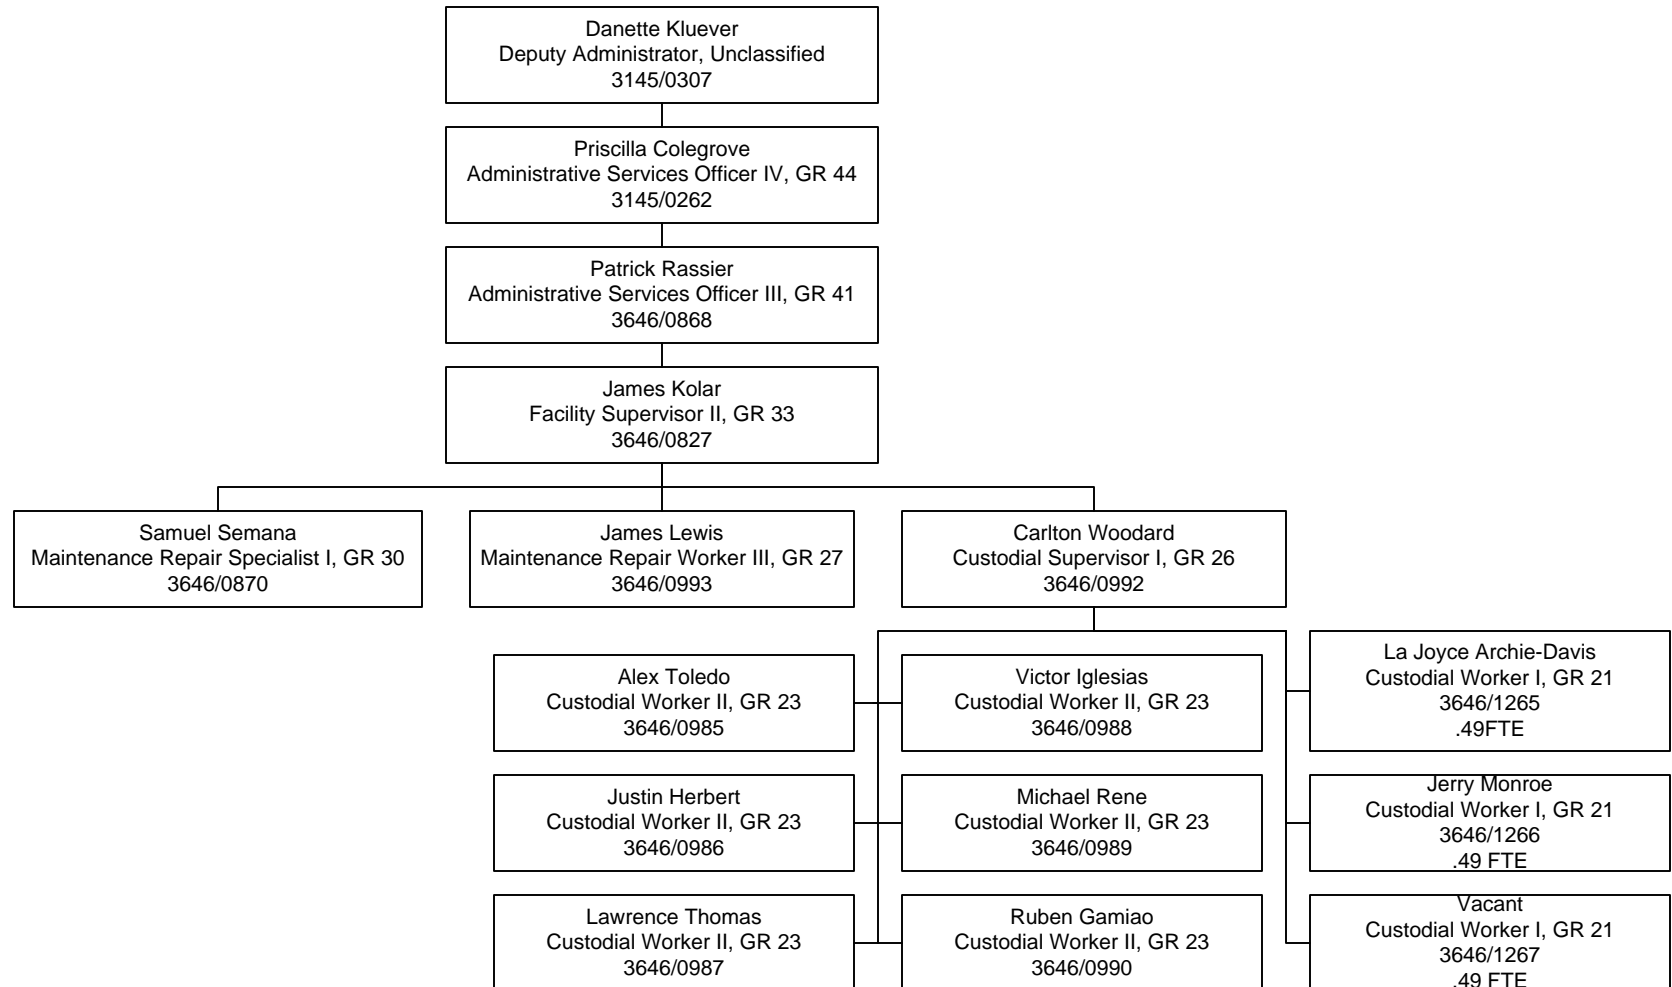 Danette Kluever
Deputy Administrator, Unclassified
3145/0307
Priscilla Colegrove
Administrative Services Officer IV, GR 44
3145/0262
Patrick Rassier
Administrative Services Officer III, GR 41
3646/0868
James Kolar
Facility Supervisor II, GR 33
3646/0827
Samuel Semana
Maintenance Repair Specialist I, GR 30
3646/0870
James Lewis
Maintenance Repair Worker III, GR 27
3646/0993
Carlton Woodard
Custodial Supervisor I, GR 26
3646/0992
Alex Toledo
Custodial Worker II, GR 23
3646/0985
Victor Iglesias
Custodial Worker II, GR 23
3646/0988
La Joyce Archie-Davis
Custodial Worker I, GR 21
3646/1265
.49FTE
Justin Herbert
Custodial Worker II, GR 23
3646/0986
Michael Rene
Custodial Worker II, GR 23
3646/0989
Jerry Monroe
Custodial Worker I, GR 21
3646/1266
.49 FTE
Lawrence Thomas
Custodial Worker II, GR 23
3646/0987
Ruben Gamiao
Custodial Worker II, GR 23
3646/0990
Vacant
Custodial Worker I, GR 21
3646/1267
.49 FTE